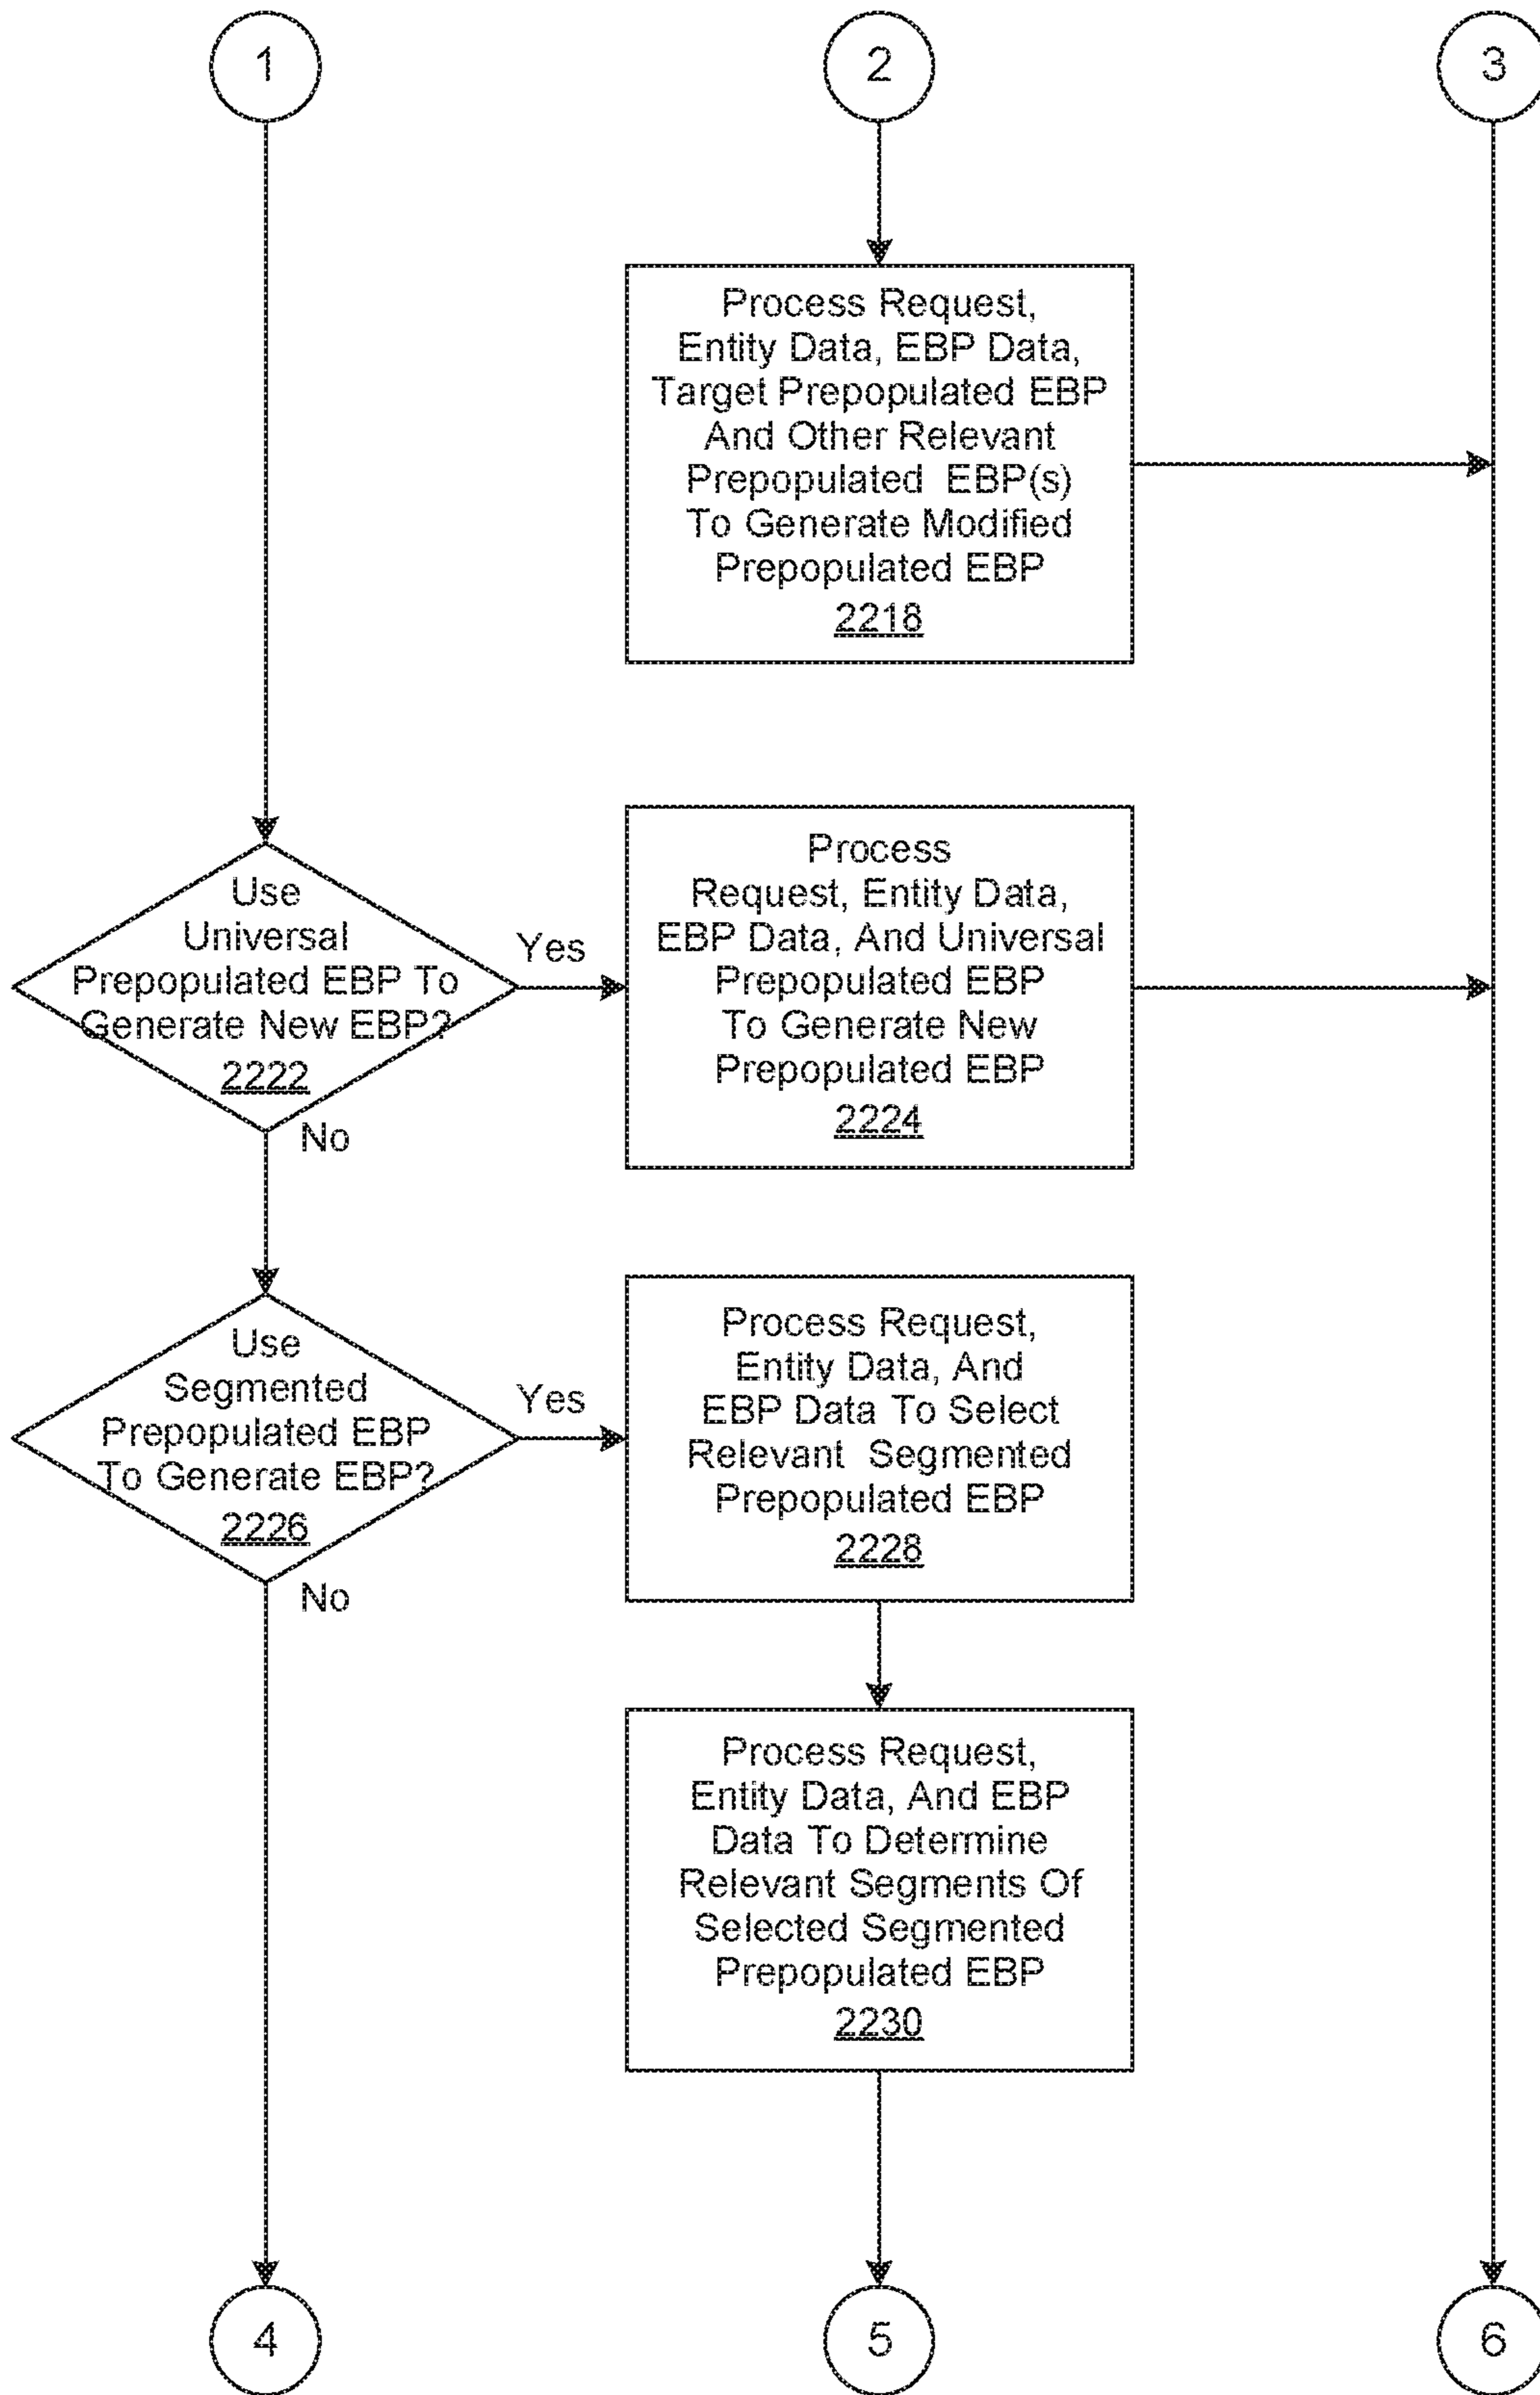 1
2
3
Process Request,
Entity Data, EBP Data,
Target Prepopulated EBP
And Other Relevant
Prepopulated EBP(s)
To Generate Modified
Prepopulated EBP
2218
Use
Universal
Prepopulated EBP To
Generate New EBP?
2222
Yes
No
Process
Request, Entity Data,
EBP Data, And Universal
Prepopulated EBP
To Generate New
Prepopulated EBP
2224
Use
Segmented
Prepopulated EBP
To Generate EBP?
2226
Yes
No
Process Request,
Entity Data, And
EBP Data To Select
Relevant Segmented
Prepopulated EBP
2228
Process Request,
Entity Data, And EBP
Data To Determine
Relevant Segments Of
Selected Segmented
Prepopulated EBP
2230
4
5
6